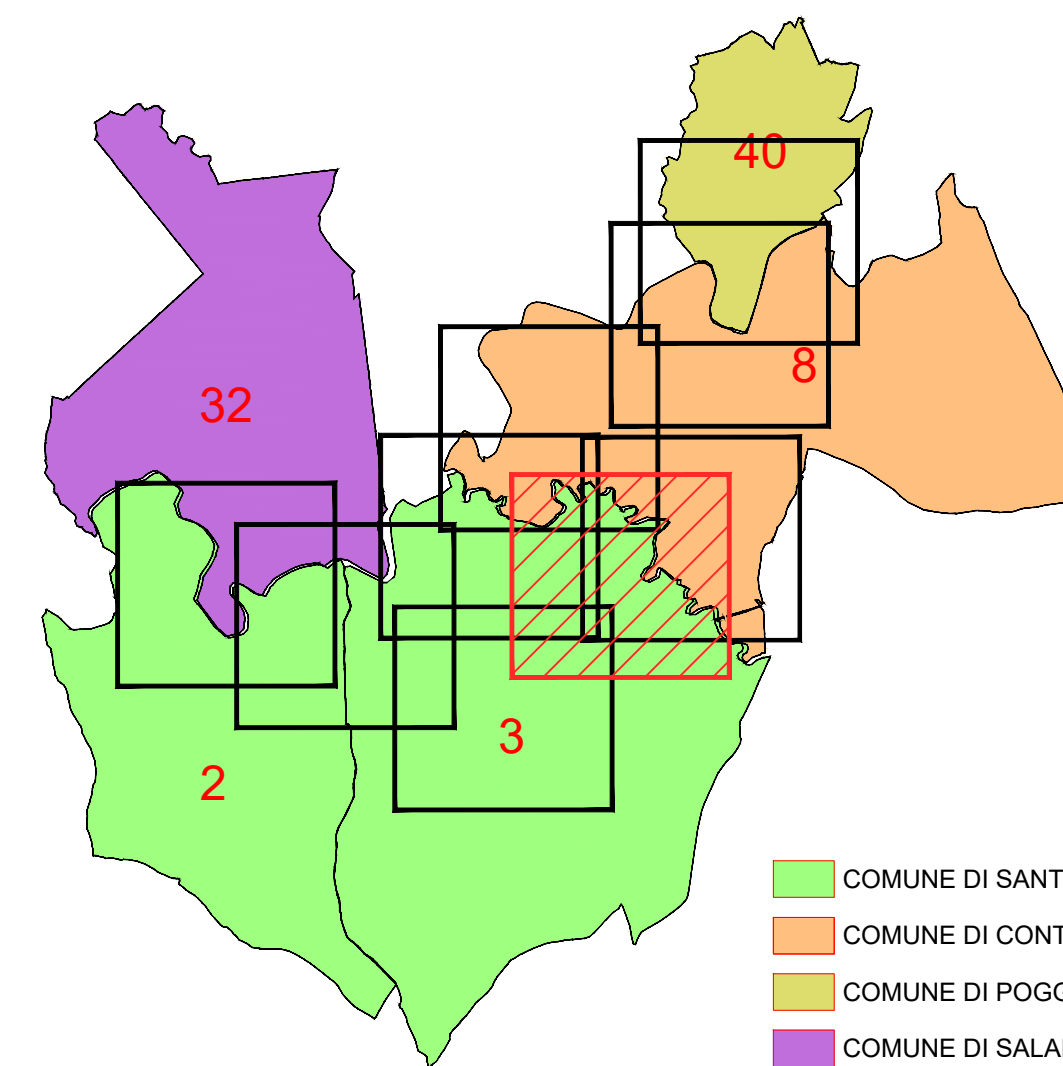 40
8
32
3
2
COMUNE DI SANT
COMUNE DI CONT
COMUNE DI POGG
COMUNE DI SALA